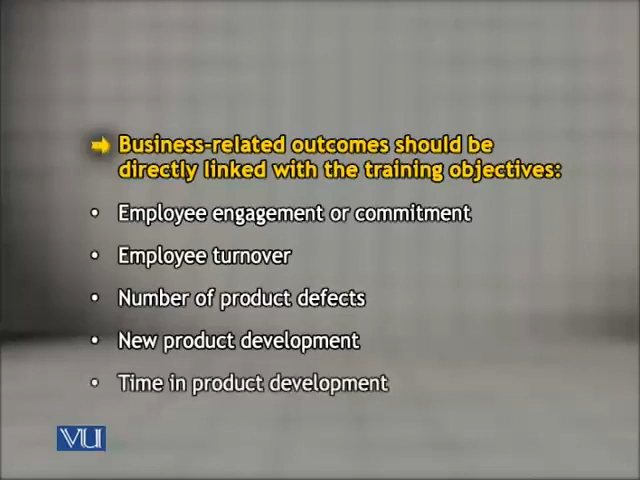 Business-related outcomes should be
directly linked with the training objectives:
• Employee engagement or commitment
• Employee turnover
• Number of product defects
• New product development
• Time in product development
VU